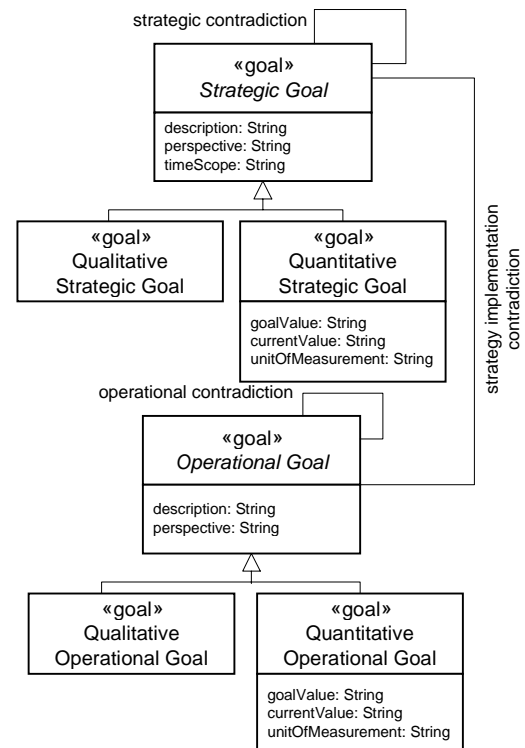 strategic contradiction
«goal»
Strategic Goal
description: String
perspective: String
timeScope: String
«goal»
Qualitative
Strategic Goal
«goal»
Quantitative
Strategic Goal
goalValue: String
currentValue: String
unitOfMeasurement: String
strategy implementation
contradiction
operational contradiction
«goal»
Operational Goal
description: String
perspective: String
«goal»
Qualitative
Operational Goal
«goal»
Quantitative
Operational Goal
goalValue: String
currentValue: String
unitOfMeasurement: String